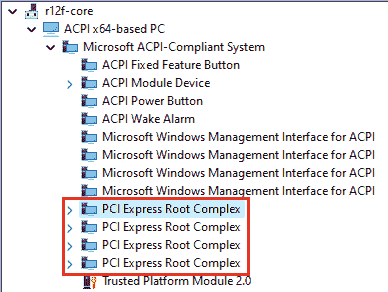 r12f-core
ACPI x64-based PC
Microsoft ACPI-Compliant System
ACPI Fixed Feature Button
ACPI Module Device
ACPI Power Button
ACPI Wake Alarm
Microsoft Windows Management Interface for ACPI
Microsoft Windows Management Interface for ACPI
Microsoft Windows Management Interface for ACPI
Microsoft Windows Management Interface for ACPI
PCI Express Root Complex
PCI Express Root Complex
PCI Express Root Complex
PCI Express Root Complex
Trusted Platform Module 2.0